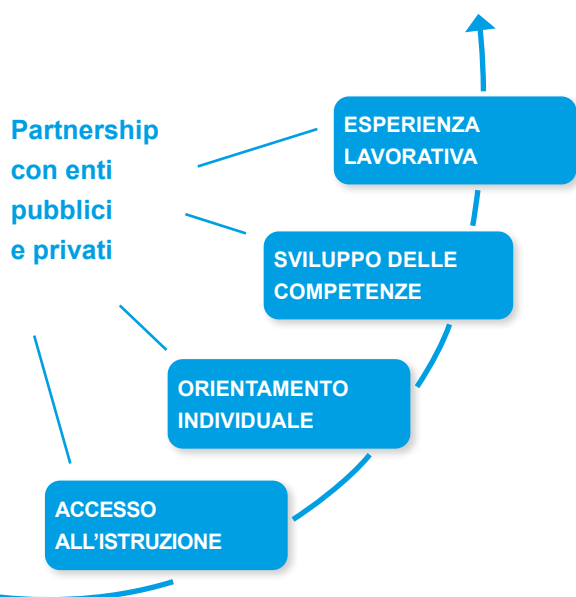 Partnership
con enti
pubblici
e privati
ESPERIENZA
LAVORATIVA
SVILUPPO DELLE
COMPETENZE
ORIENTAMENTO
INDIVIDUALE
ACCESSO
ALL'ISTRUZIONE